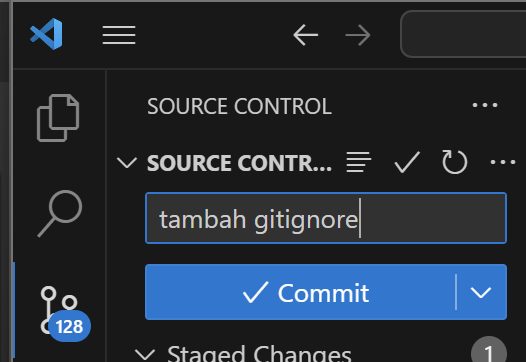 SOURCE CONTROL
SOURCE CONTR...
tambah gitignore
Commit
128
Staged Changes 1